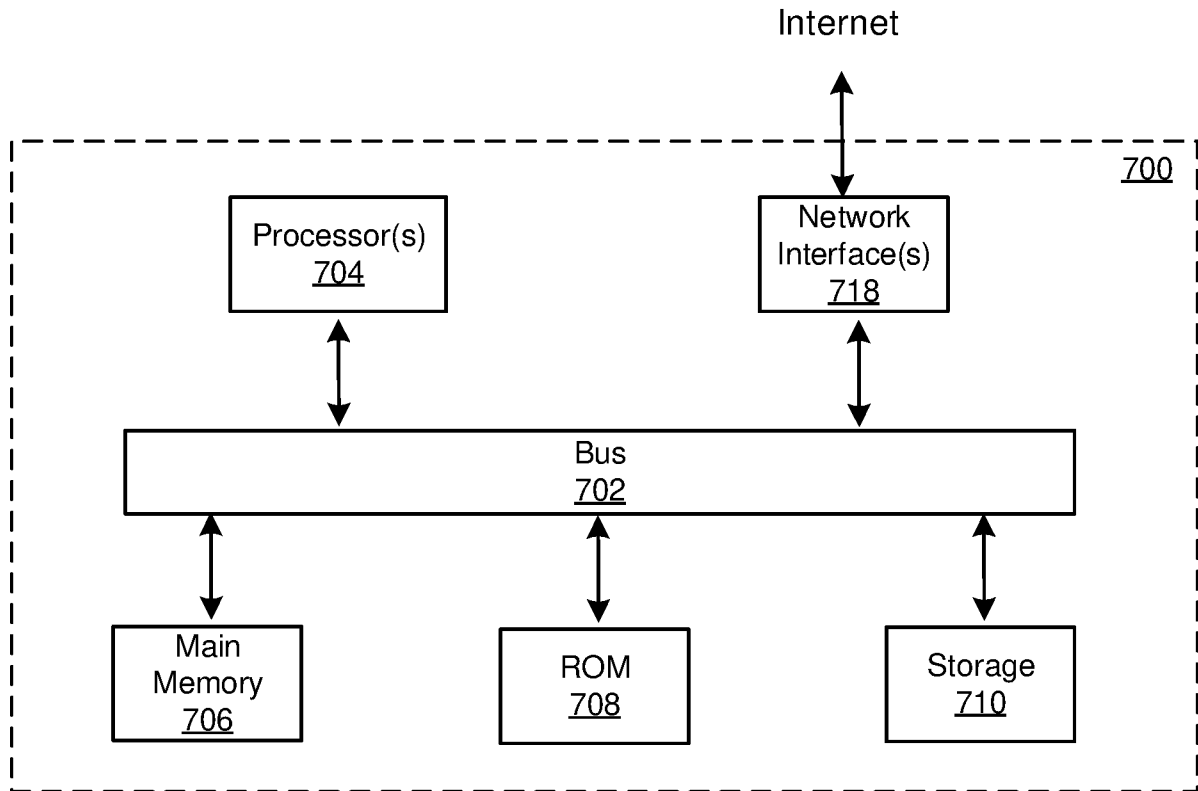 Internet
700
Processor(s)
704
Network
Interface(s)
718
Bus
702
Main
Memory
706
ROM
708
Storage
710